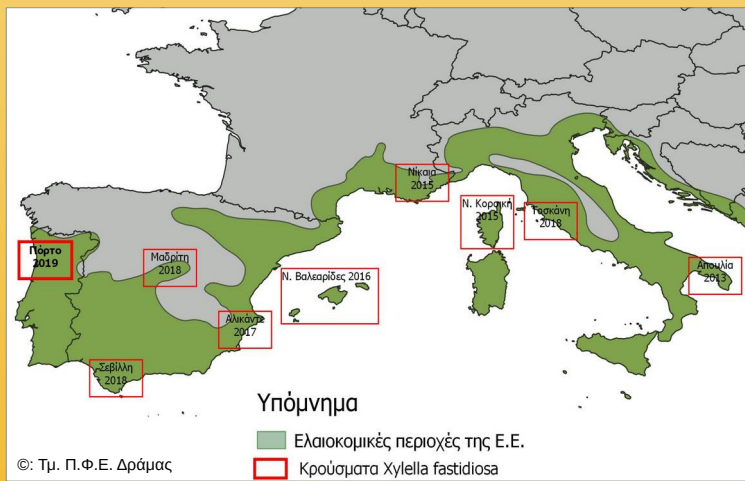 Νίκαια
2015
Ν. Κορσική
2015
Τοσκάνη
2018
Πόρτο
2019
Μαδρίτη
2018
Ν. Βαλεαρίδες 2016
Απουλία
2013
Αλικάντε
2017
Σεβίλλη
2018
Υπόμνημα
Ελαιοκομικές περιοχές της Ε.Ε.
Κρούσματα Xylella fastidiosa
©: Τμ. Π.Φ.Ε. Δράμας